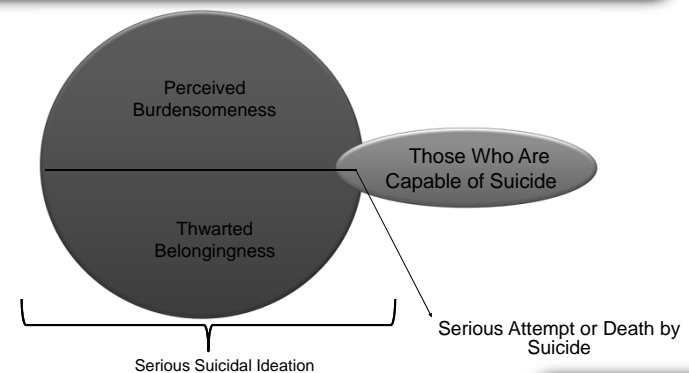 Perceived
Burdensomeness
Those Who Are
Capable of Suicide
Thwarted
Belongingness
Serious Attempt or Death by
Suicide
Serious Suicidal Ideation